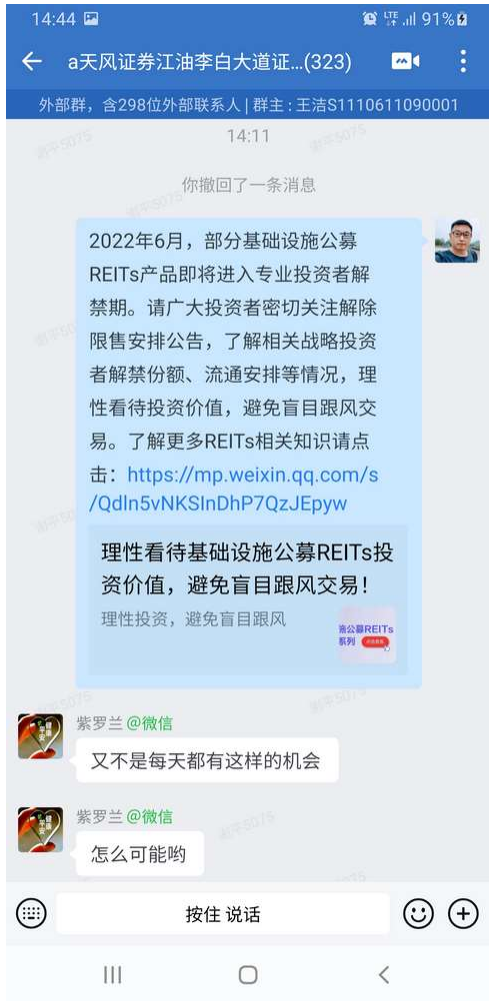 14:44
LTE
91%
a天风证券江油李白大道证...(323)
外部群，含298位外部联系人 | 群主：王洁S1110611090001
14:11
你撤回了一条消息
2022年6月，部分基础设施公募
REITs产品即将进入专业投资者解
禁期。请广大投资者密切关注解除
限售安排公告，了解相关战略投资
者解禁份额、流通安排等情况，理
性看待投资价值，避免盲目跟风交
易。了解更多REITs相关知识请点
击：https://mp.weixin.qq.com/s
/QdIn5vNKSInDhP7QzJEpyw
理性看待基础设施公募REITs投
资价值，避免盲目跟风交易！
理性投资，避免盲目跟风
施公募REITs
系列
紫罗兰@微信
又不是每天都有这样的机会
紫罗兰@微信
怎么可能哟
按住 说话